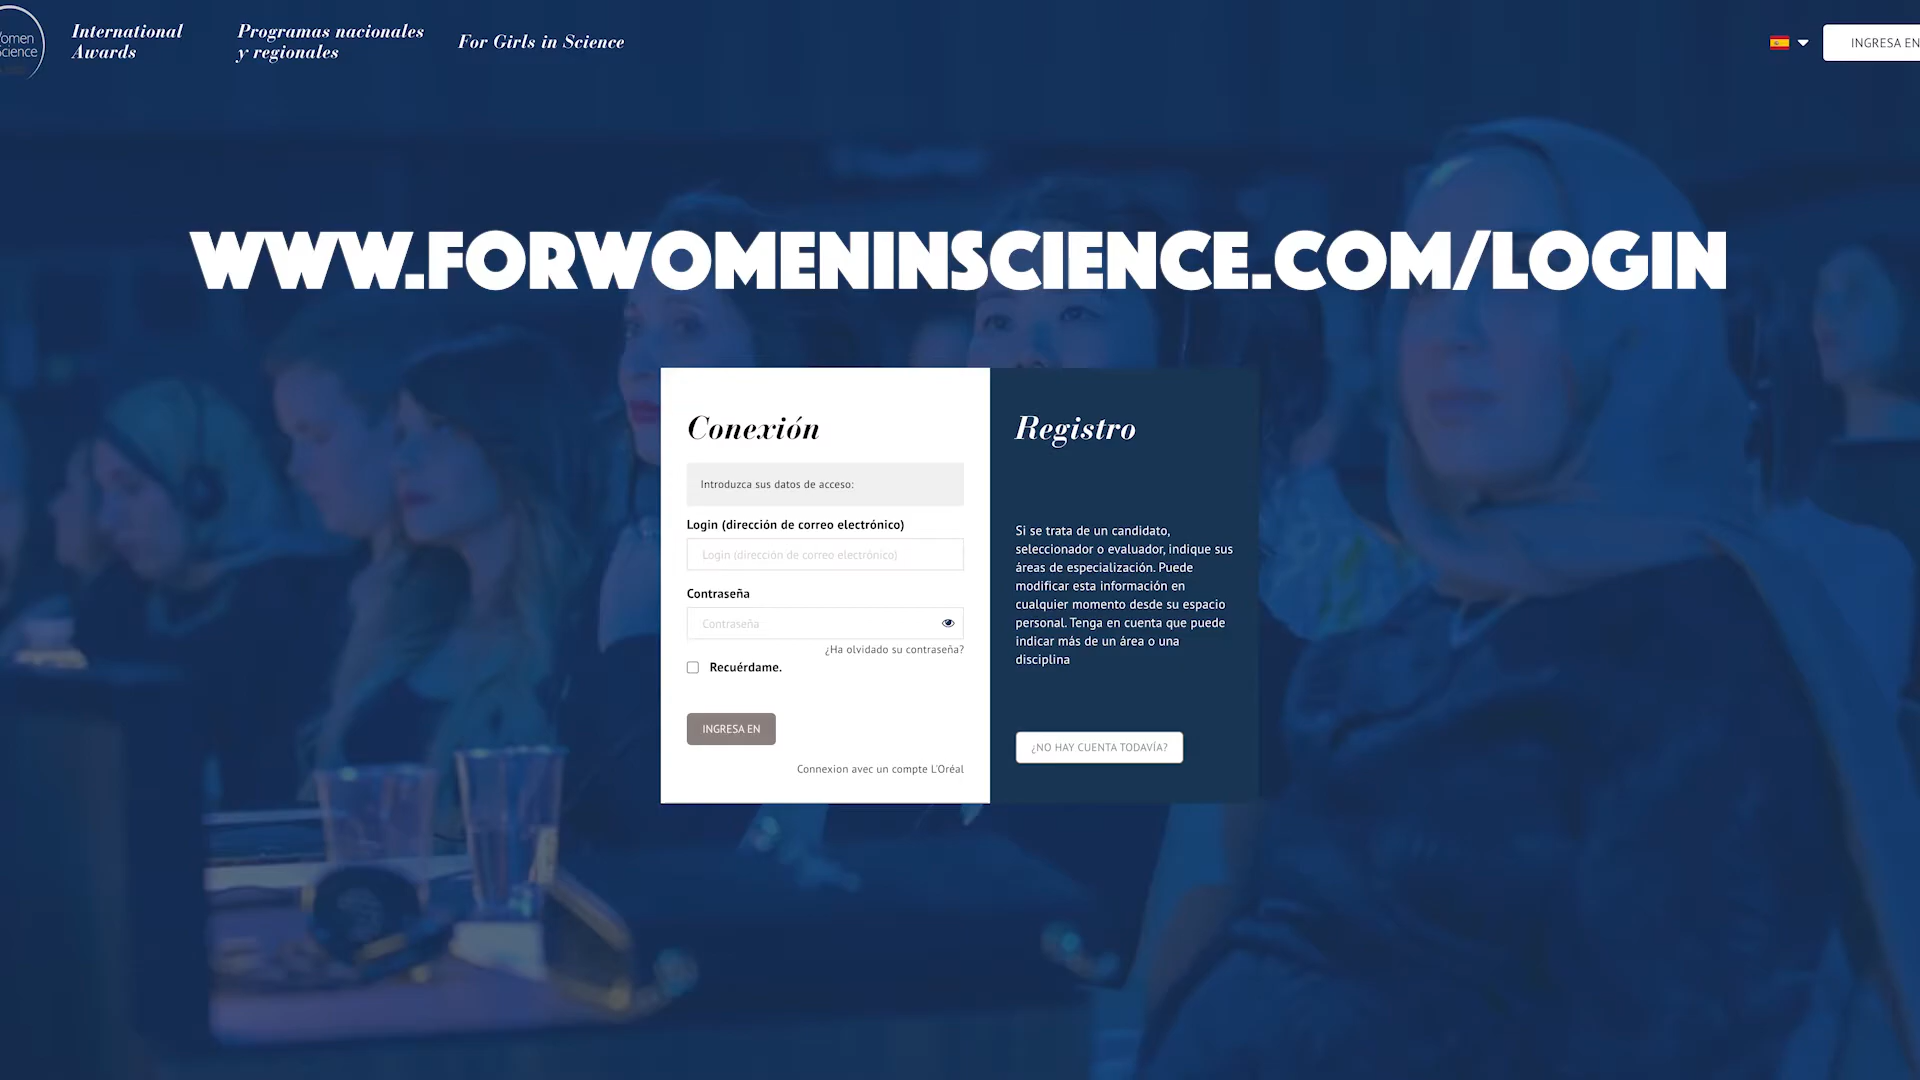 Women
Science
International
Awards
Programas nacionales
y regionales
For Girls in Science
INGRESA EN
WWW.FORWOMENINSCIENCE.COM/LOGIN
Conexión
Introduzca sus datos de acceso:
Login (dirección de correo electrónico)
Login (dirección de correo electrónico)
Contraseña
Contraseña
¿Ha olvidado su contraseña?
Recuérdame.
INGRESA EN
Connexion avec un compte L'Oréal
Registro
Si se trata de un candidato,
seleccionador o evaluador, indique sus
áreas de especialización. Puede
modificar esta información en
cualquier momento desde su espacio
personal. Tenga en cuenta que puede
indicar más de un área o una
disciplina
¿NO HAY CUENTA TODAVÍA?